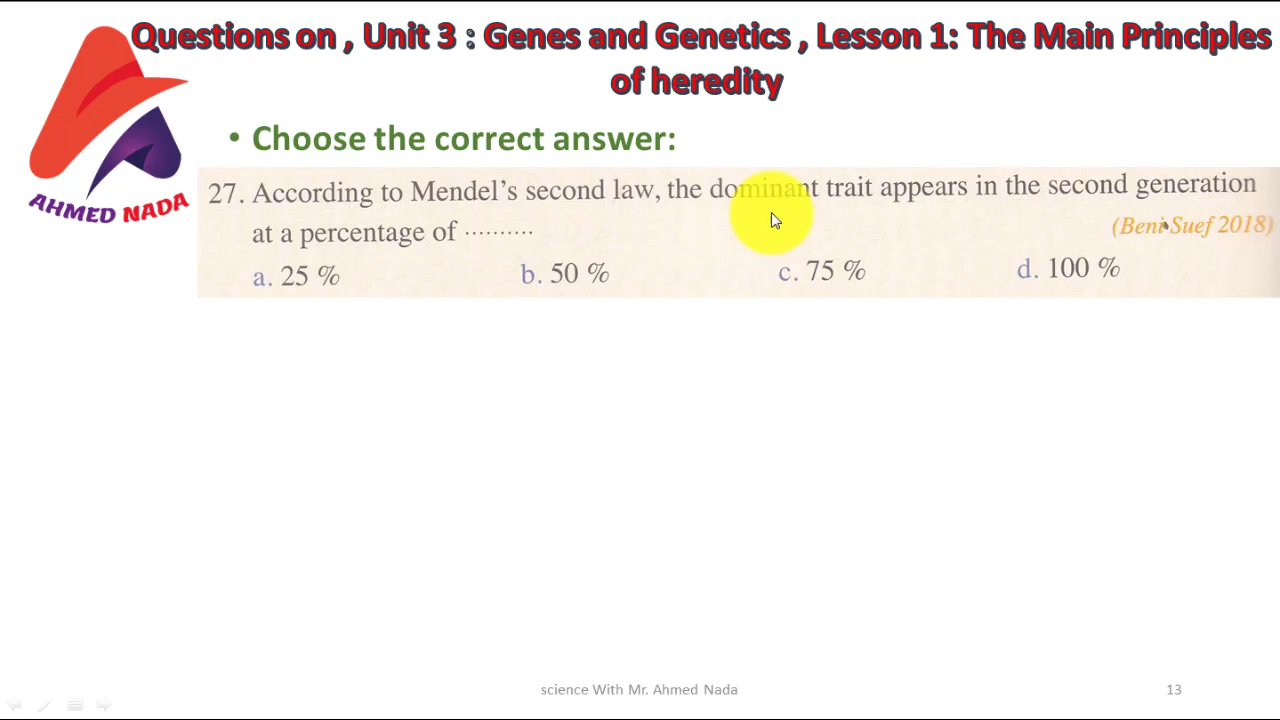 Questions on , Unit 3 : Genes and Genetics , Lesson 1: The Main Principles
of heredity
AHMED NADA
• Choose the correct answer:
27. According to Mendel's second law, the dominant trait appears in the second generation
at a percentage of ..........
(Beni Suef 2018)
a. 25 % b. 50 % c. 75 % d. 100 %
science With Mr. Ahmed Nada
13